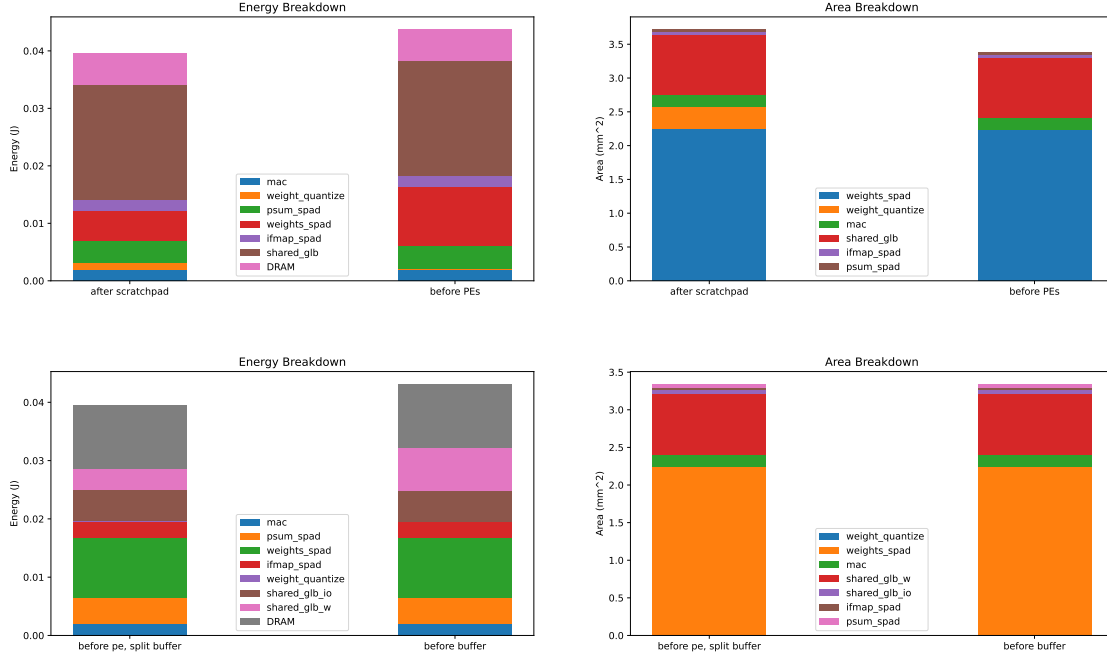 Energy Breakdown
Energy (J)
0.04
0.03
0.02
0.01
0.00
mac
weight_quantize
psum_spad
weights_spad
ifmap_spad
shared_glb
DRAM
after scratchpad
before PEs
Area Breakdown
Area (mm^2)
3.5
3.0
2.5
2.0
1.5
1.0
0.5
0.0
weights_spad
weight_quantize
mac
shared_glb
ifmap_spad
psum_spad
after scratchpad
before PEs
Energy Breakdown
Energy (J)
0.04
0.03
0.02
0.01
0.00
mac
psum_spad
weights_spad
ifmap_spad
weight_quantize
shared_glb_io
shared_glb_w
DRAM
before pe, split buffer
before buffer
Area Breakdown
Area (mm^2)
3.5
3.0
2.5
2.0
1.5
1.0
0.5
0.0
weight_quantize
weights_spad
mac
shared_glb_w
shared_glb_io
ifmap_spad
psum_spad
before pe, split buffer
before buffer